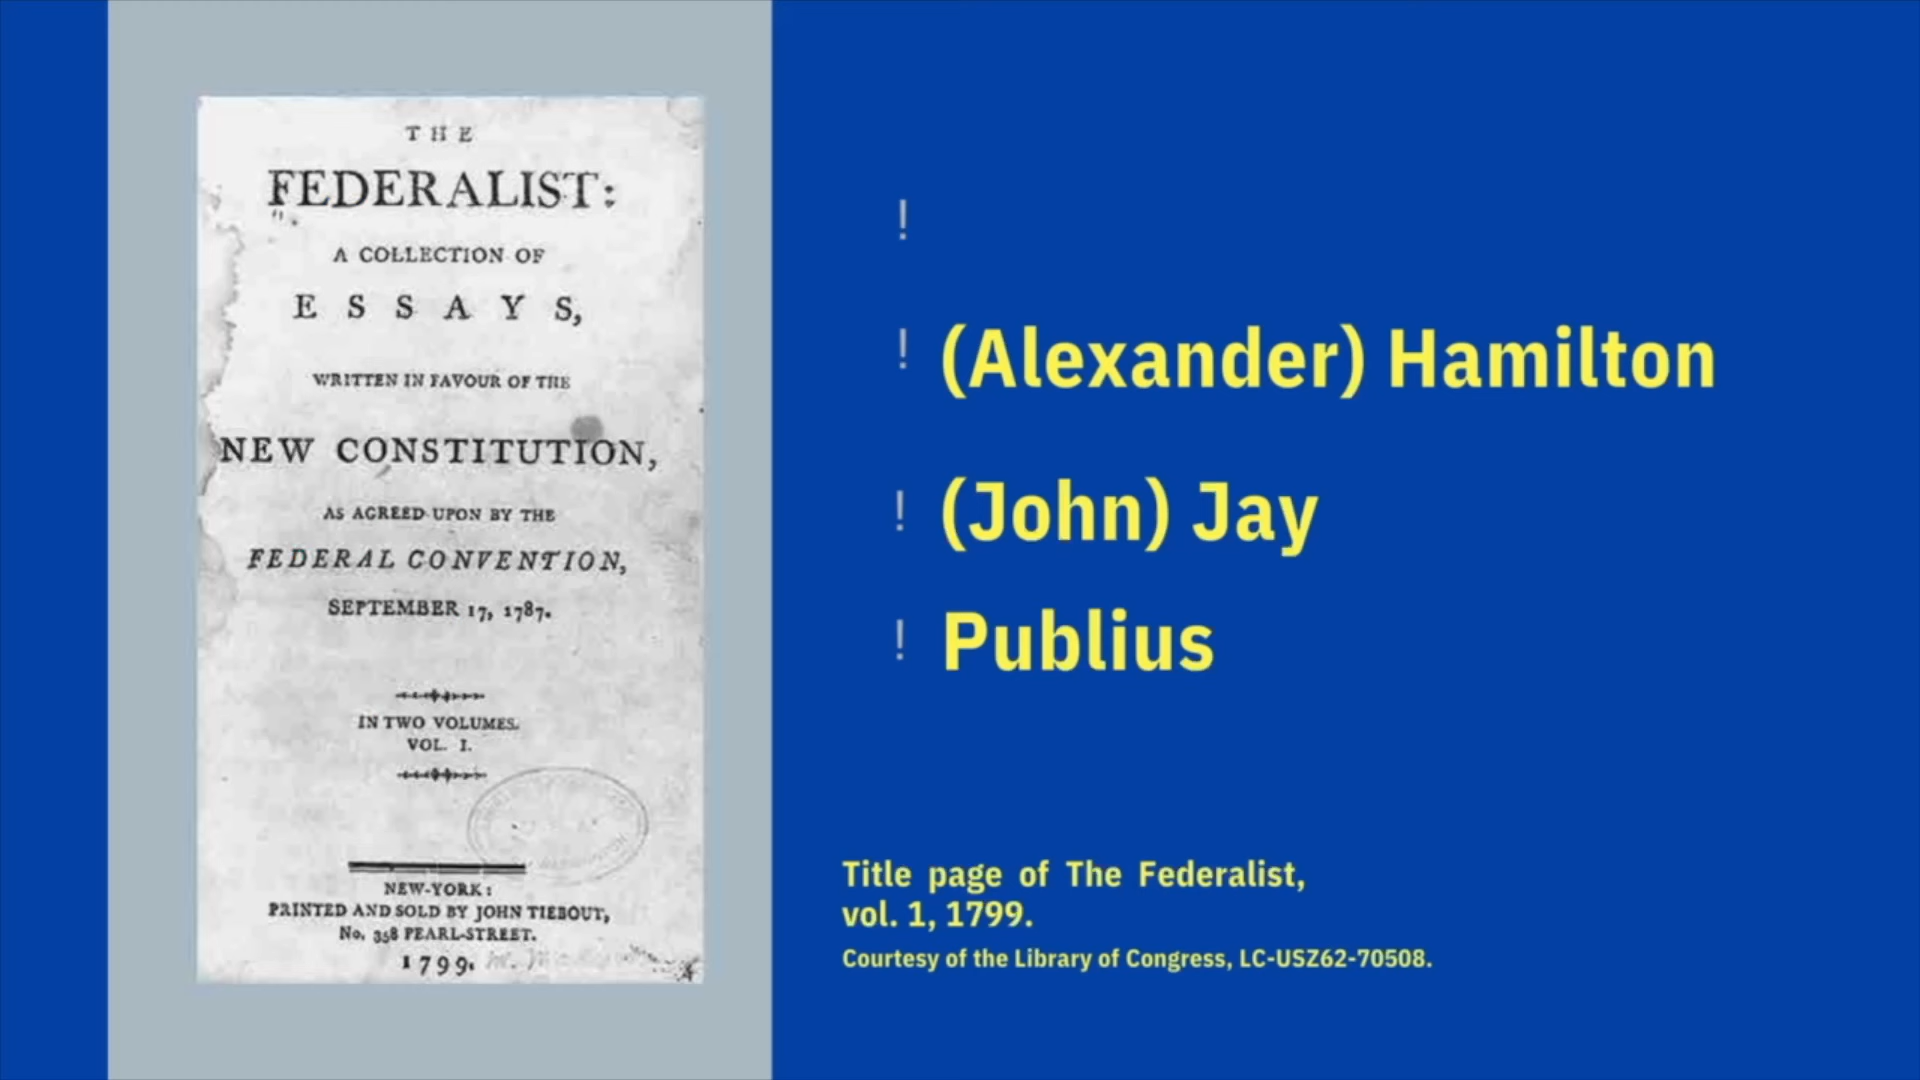 THE
FEDERALIST:
A COLLECTION OF
ESSAYS,
WRITTEN IN FAVOUR OF THE
NEW CONSTITUTION,
AS AGREED UPON BY THE
FEDERAL CONVENTION,
SEPTEMBER 17, 1787.
IN TWO VOLUMES.
VOL. I.
NEW-YORK:
PRINTED AND SOLD BY JOHN TIEBOUT,
No. 358 PEARL-STREET.
1799.
!
! (Alexander) Hamilton
! (John) Jay
! Publius
Title page of The Federalist,
vol. 1, 1799.
Courtesy of the Library of Congress, LC-USZ62-70508.